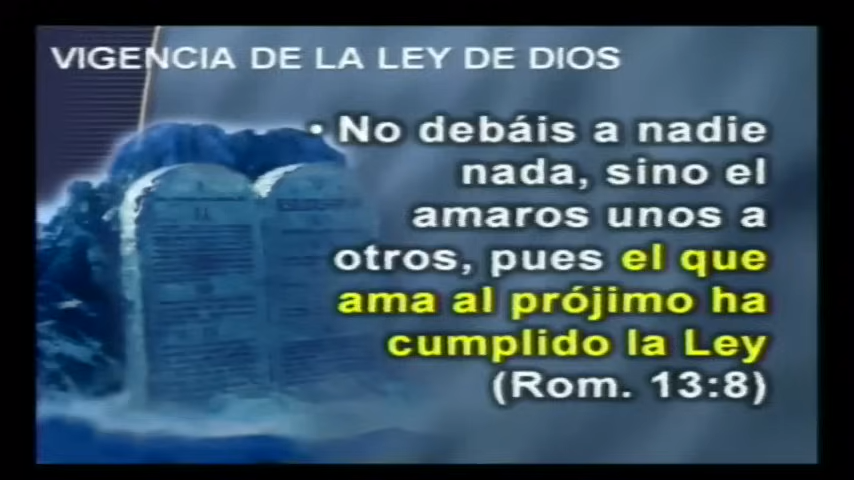 VIGENCIA DE LA LEY DE DIOS
• No debáis a nadie
nada, sino el
amaros unos a
otros, pues el que
ama al prójimo ha
cumplido la Ley
(Rom. 13:8)